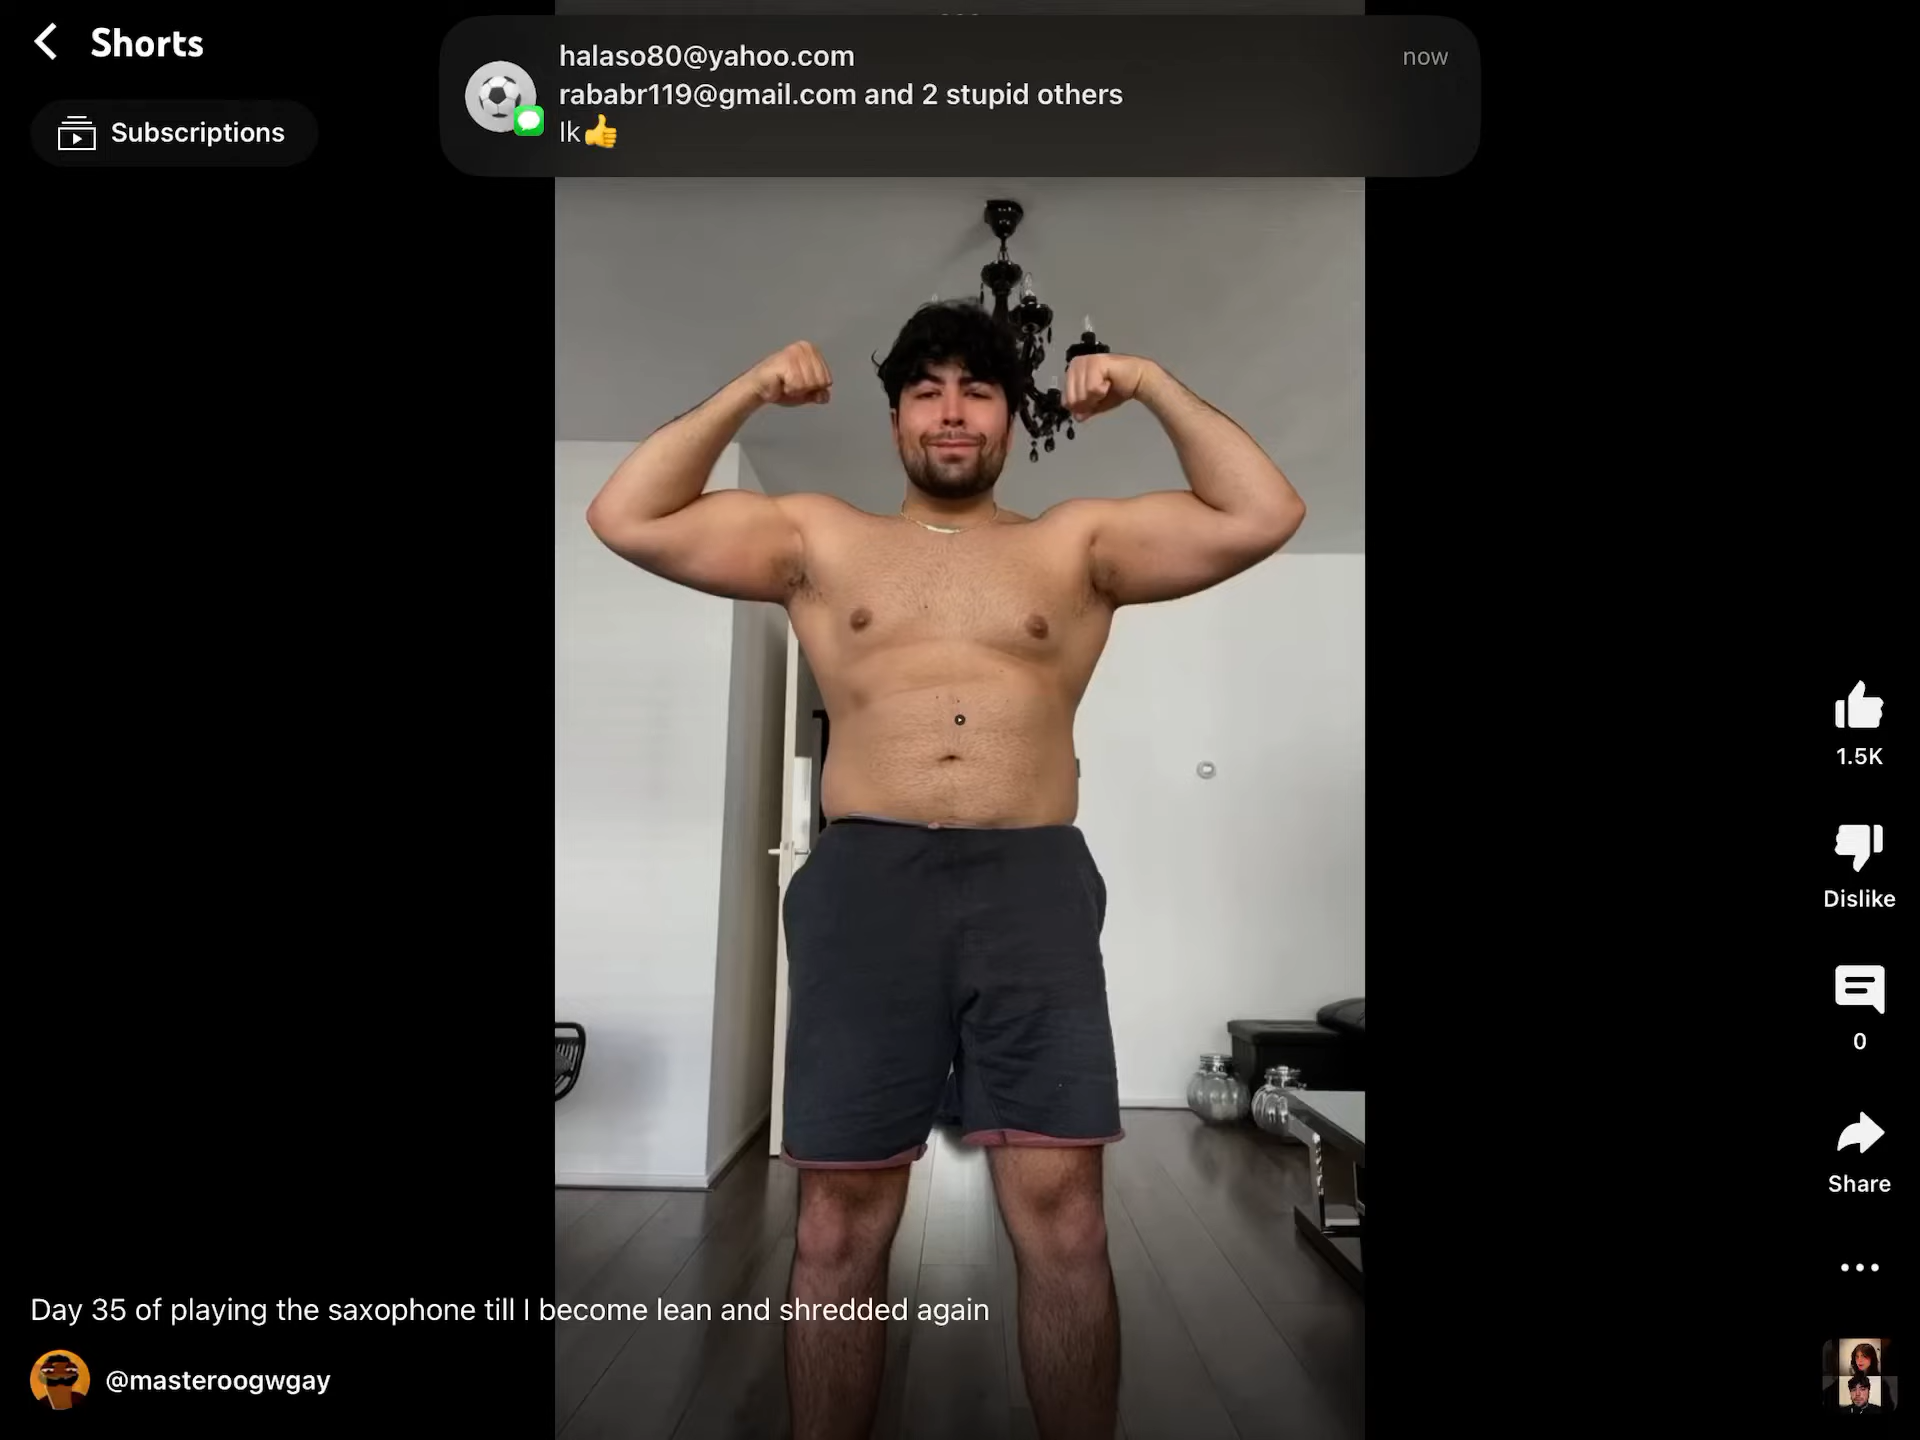 Shorts
Subscriptions
halaso80@yahoo.com
now
rababr119@gmail.com and 2 stupid others
lk👍
1.5K
Dislike
0
Share
Day 35 of playing the saxophone till I become lean and shredded again
@masteroogwgay